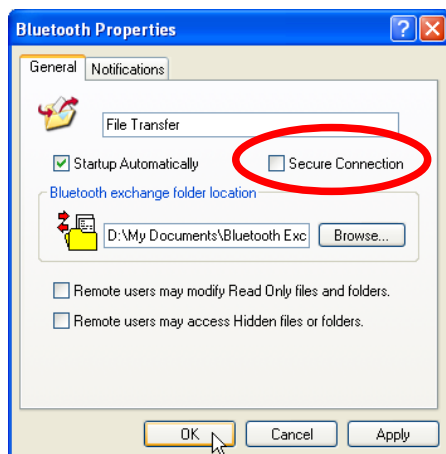 Bluetooth Properties
General Notifications
File Transfer
Startup Automatically Secure Connection
Bluetooth exchange folder location
D:\My Documents\Bluetooth Exc Browse...
Remote users may modify Read Only files and folders.
Remote users may access Hidden files or folders.
OK Cancel Apply